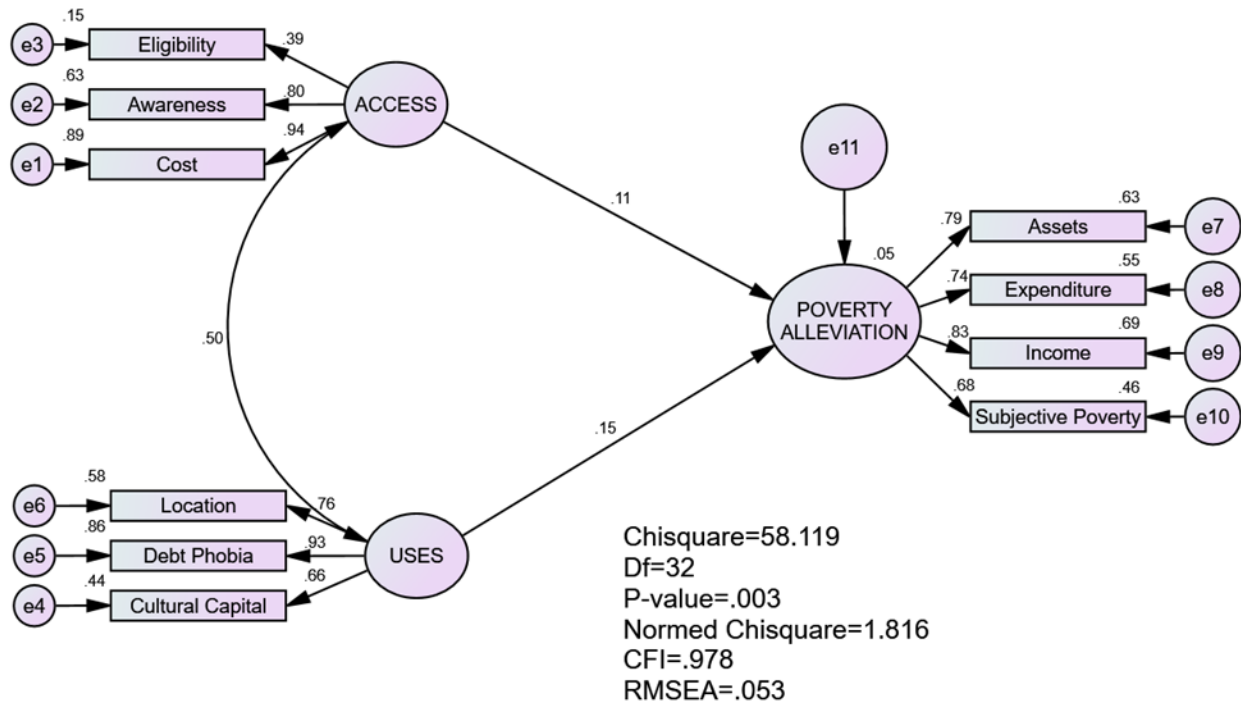 .15
e3
Eligibility
.39
.63
e2
Awareness
.80
ACCESS
.89
e1
Cost
.94
e11
.11
.63
.79
Assets
e7
.05
.55
.74
Expenditure
e8
POVERTY
ALLEVIATION
.69
.83
Income
e9
.50
.68
.46
Subjective Poverty
e10
.15
.58
e6
Location
.76
.86
e5
Debt Phobia
.93
USES
.44
e4
Cultural Capital
.66
Chisquare=58.119
Df=32
P-value=.003
Normed Chisquare=1.816
CFI=.978
RMSEA=.053